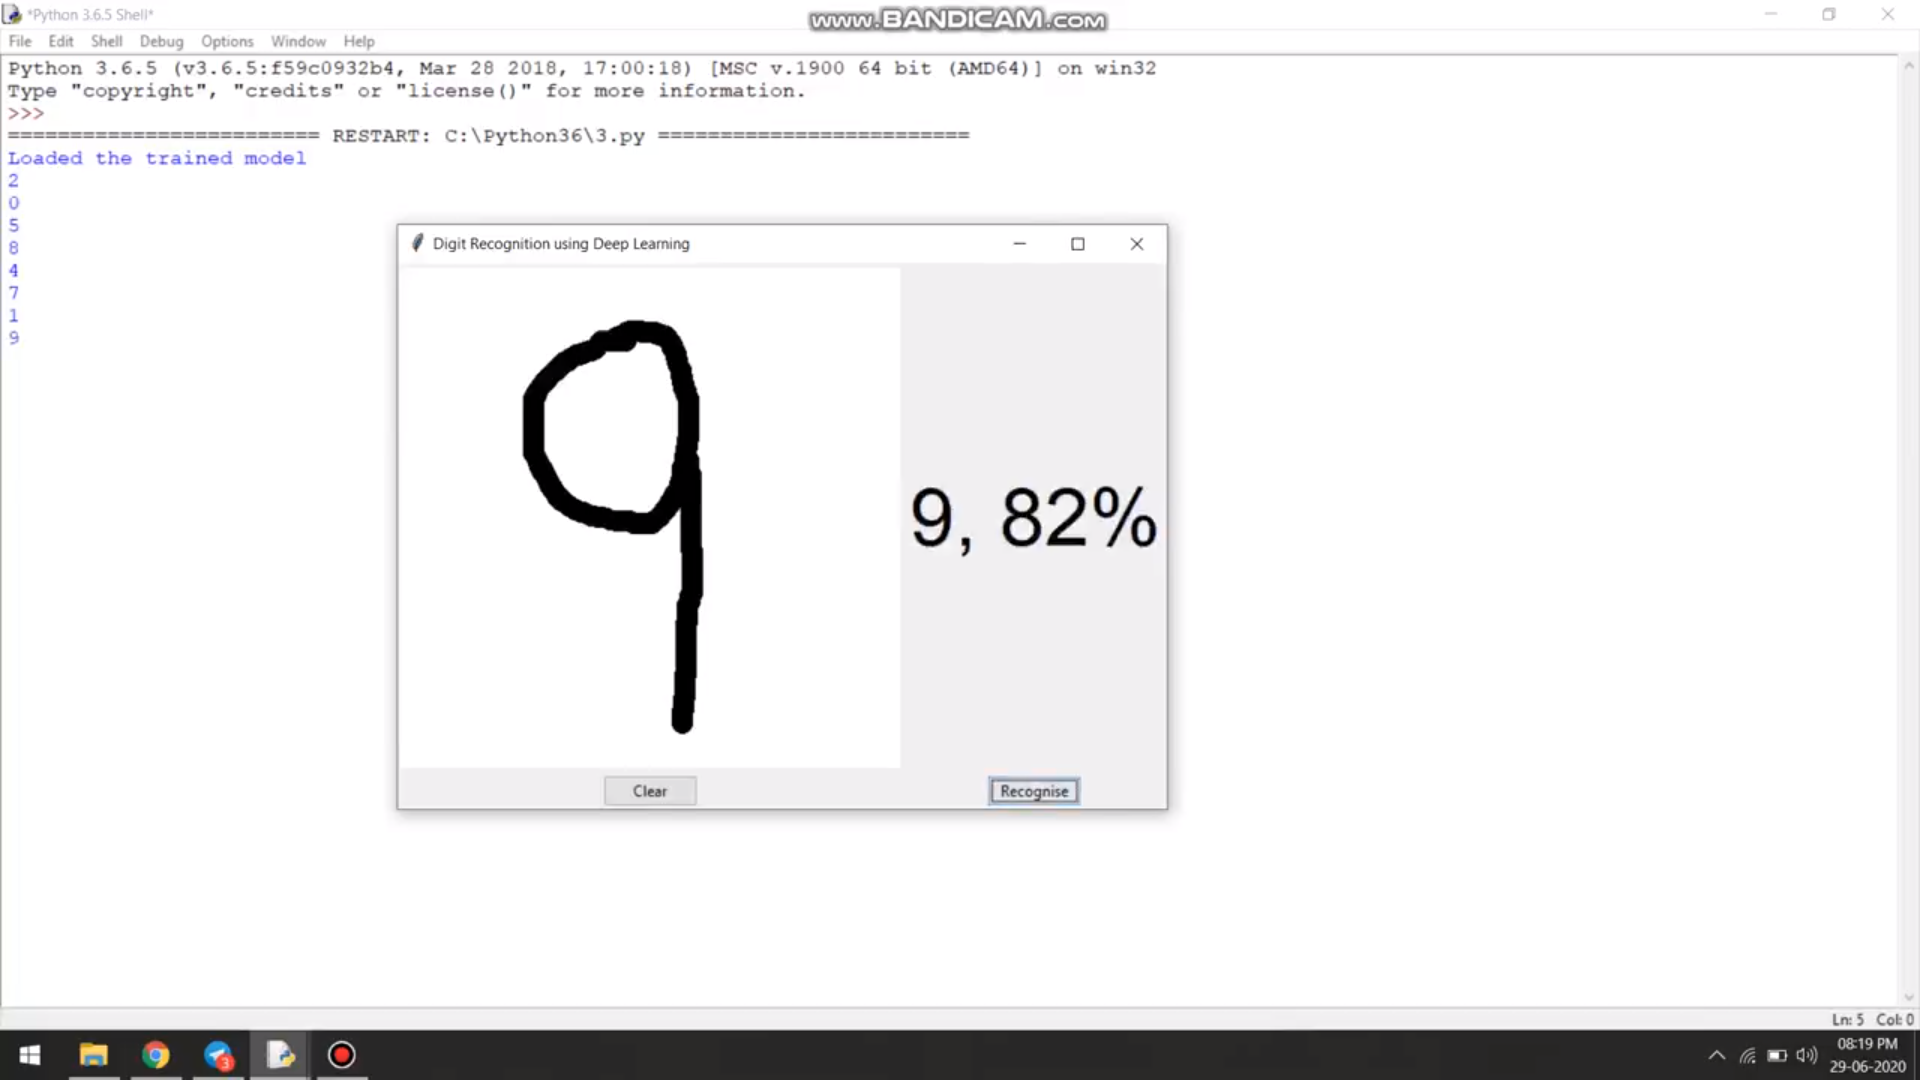 *Python 3.6.5 Shell*
www.BANDICAM.com
File Edit Shell Debug Options Window Help
Python 3.6.5 (v3.6.5:f59c0932b4, Mar 28 2018, 17:00:18) [MSC v.1900 64 bit (AMD64)] on win32
Type "copyright", "credits" or "license()" for more information.
>>>
========================= RESTART: C:\Python36\3.py =========================
Loaded the trained model
2
0
5
8
4
7
1
9
Digit Recognition using Deep Learning
9
9, 82%
Clear
Recognise
Ln: 5 Col: 0
3
08:19 PM
29-06-2020